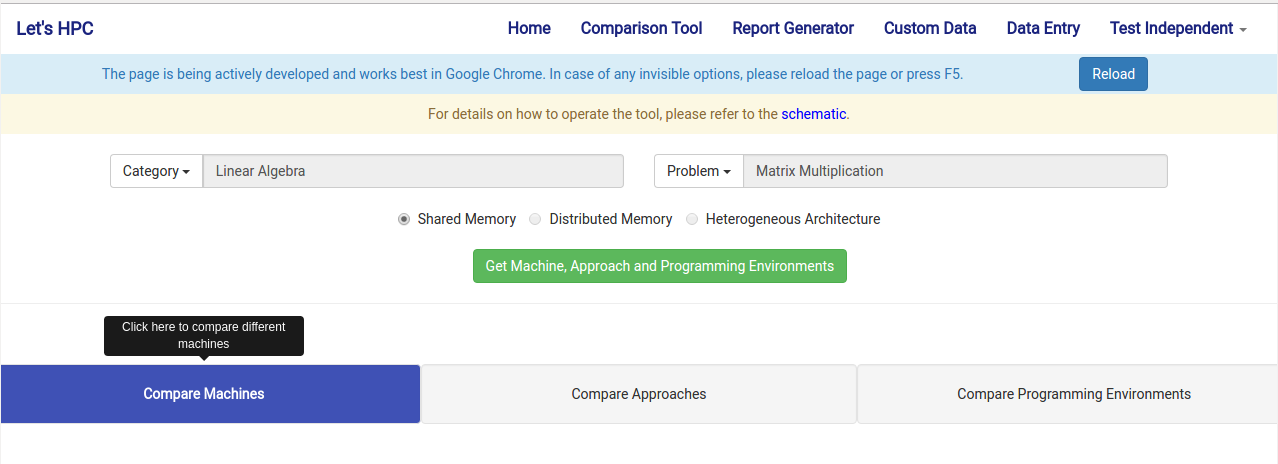 Let's HPC Home Comparison Tool Report Generator Custom Data Data Entry Test Independent
The page is being actively developed and works best in Google Chrome. In case of any invisible options, please reload the page or press F5. Reload
For details on how to operate the tool, please refer to the schematic.
Category Linear Algebra Problem Matrix Multiplication
Shared Memory Distributed Memory Heterogeneous Architecture
Get Machine, Approach and Programming Environments
Click here to compare different
machines
Compare Machines Compare Approaches Compare Programming Environments